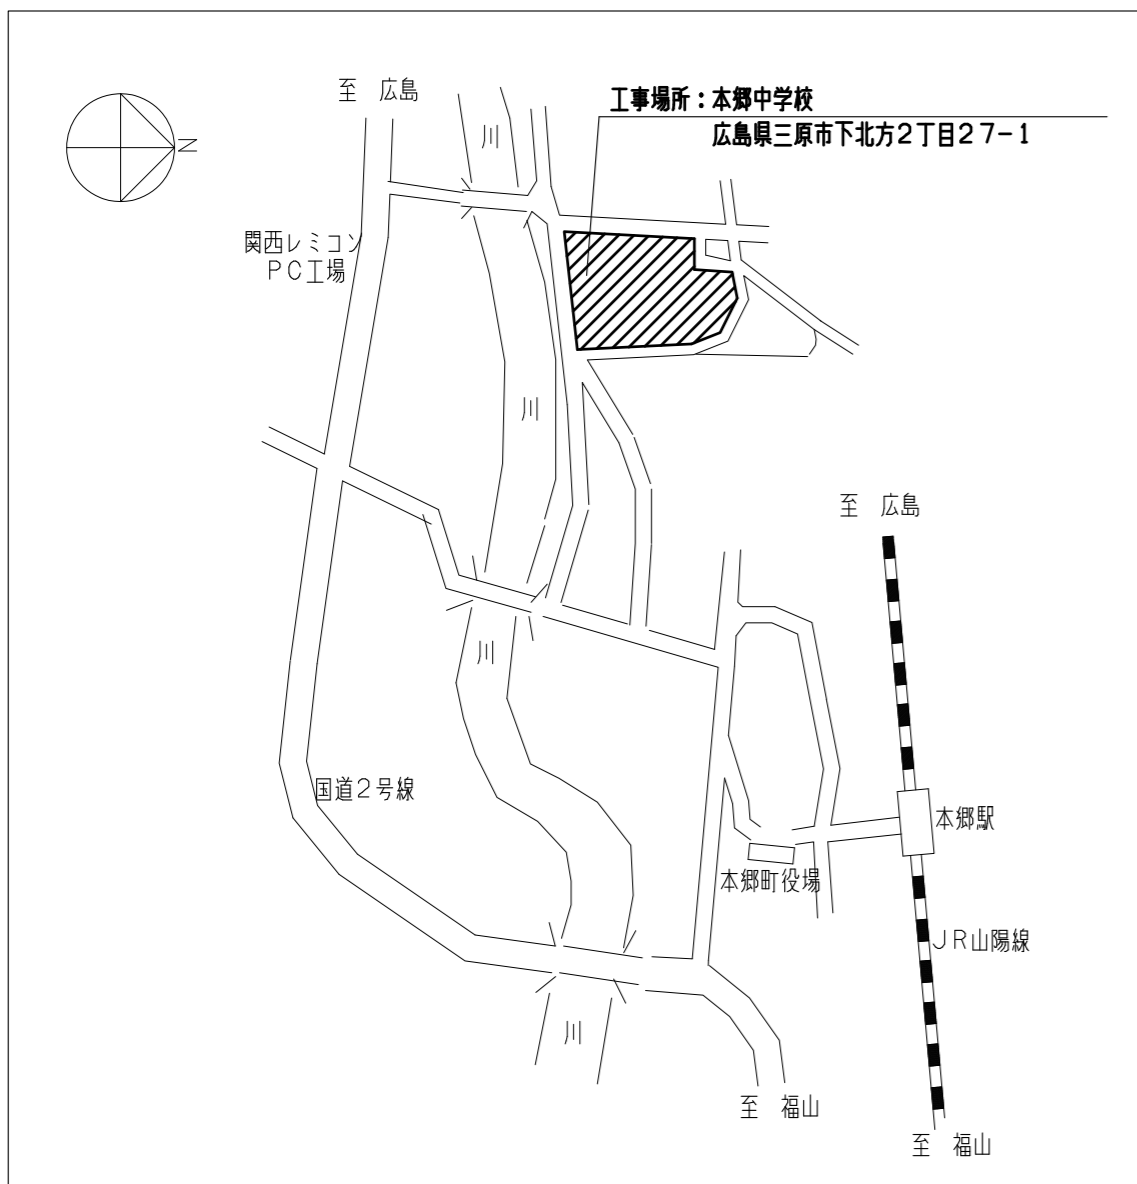 至　広島
工事場所：本郷中学校
広島県三原市下北方２丁目２７－１
川
N
関西レミコン
ＰＣ工場
川
至　広島
川
国道２号線
本郷駅
本郷町役場
ＪＲ山陽線
川
至　福山
至　福山